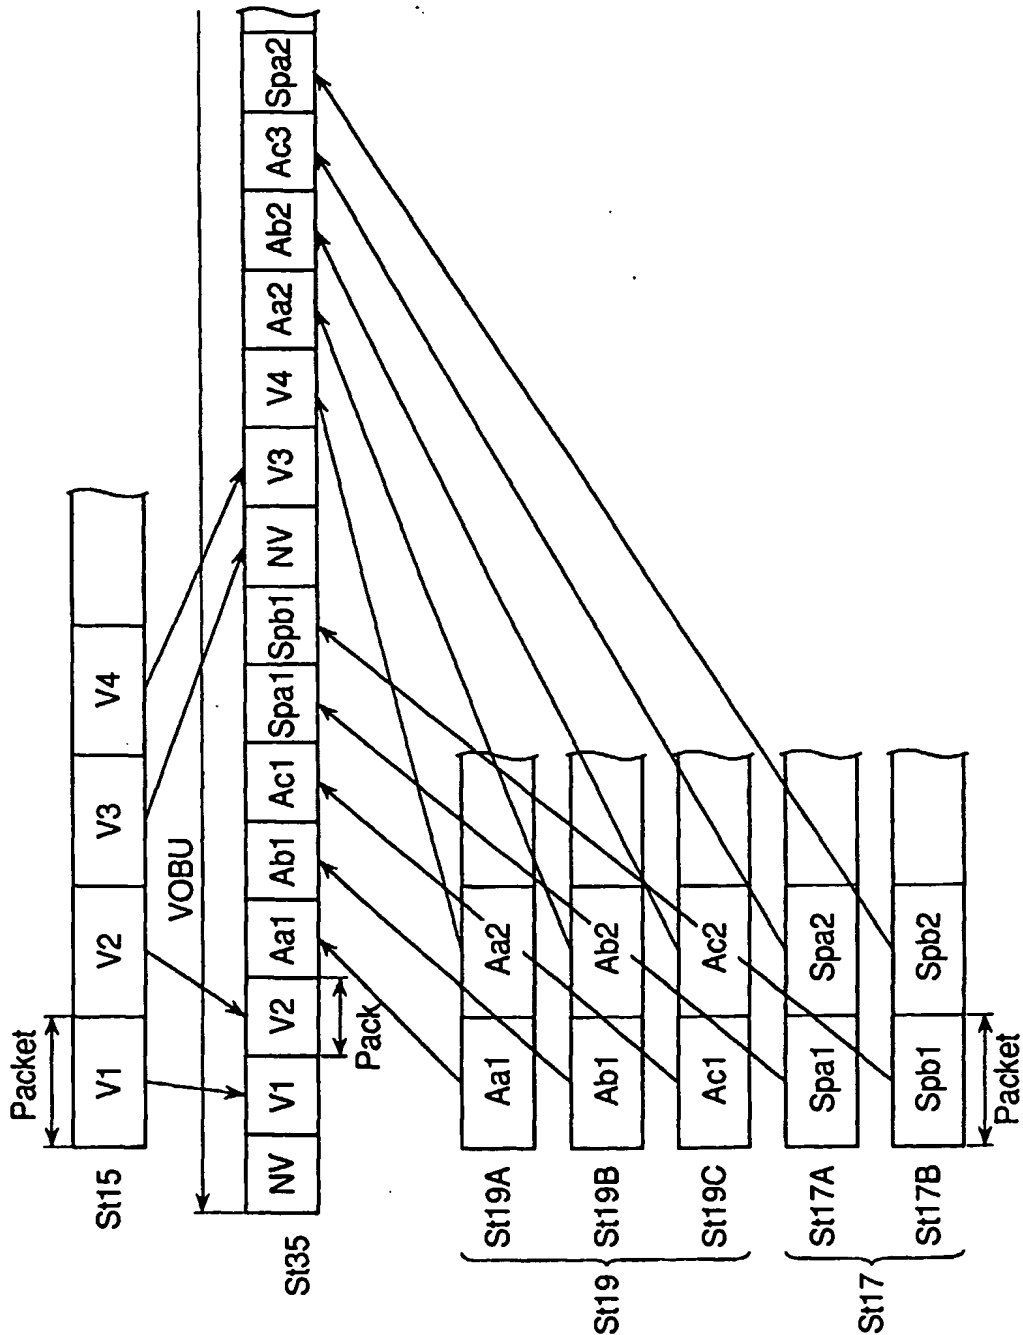 Packet
St15 V1 V2 V3 V4
VOBU
St35 NV V1 V2 Aa1 Ab1 Ac1 Spa1 Spb1 NV V3 V4 Aa2 Ab2 Ac3 Spa2
Pack
St19
St19A Aa1 Aa2
St19B Ab1 Ab2
St19C Ac1 Ac2
St17
St17A Spa1 Spa2
St17B Spb1 Spb2
Packet